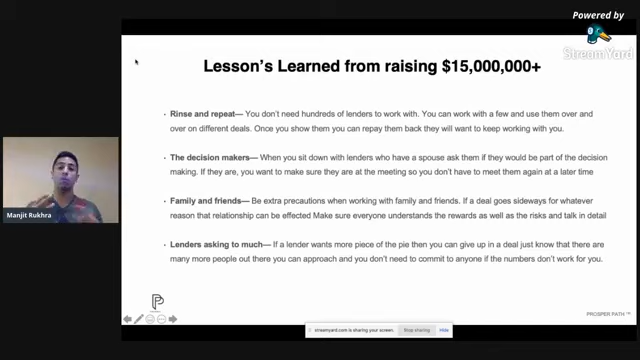 Powered by
StreamYard
Lesson's Learned from raising $15,000,000+
• Rinse and repeat— You don't need hundreds of lenders to work with. You can work with a few and use them over and
over on different deals. Once you show them you can repay them back they will want to keep working with you.
• The decision makers— When you sit down with lenders who have a spouse ask them if they would be part of the decision
making. If they are, you want to make sure they are at the meeting so you don't have to meet them again at a later time
• Family and friends— Be extra precautions when working with family and friends. If a deal goes sideways for whatever
reason that relationship can be effected Make sure everyone understands the rewards as well as the risks and talk in detail
• Lenders asking to much— If a lender wants more piece of the pie then you can give up in a deal just know that there are
many more people out there you can approach and you don't need to commit to anyone if the numbers don't work for you.
Manjit Rukhra
PROSPER PATH ™
streamyard.com is sharing your screen.
Stop sharing
Hide